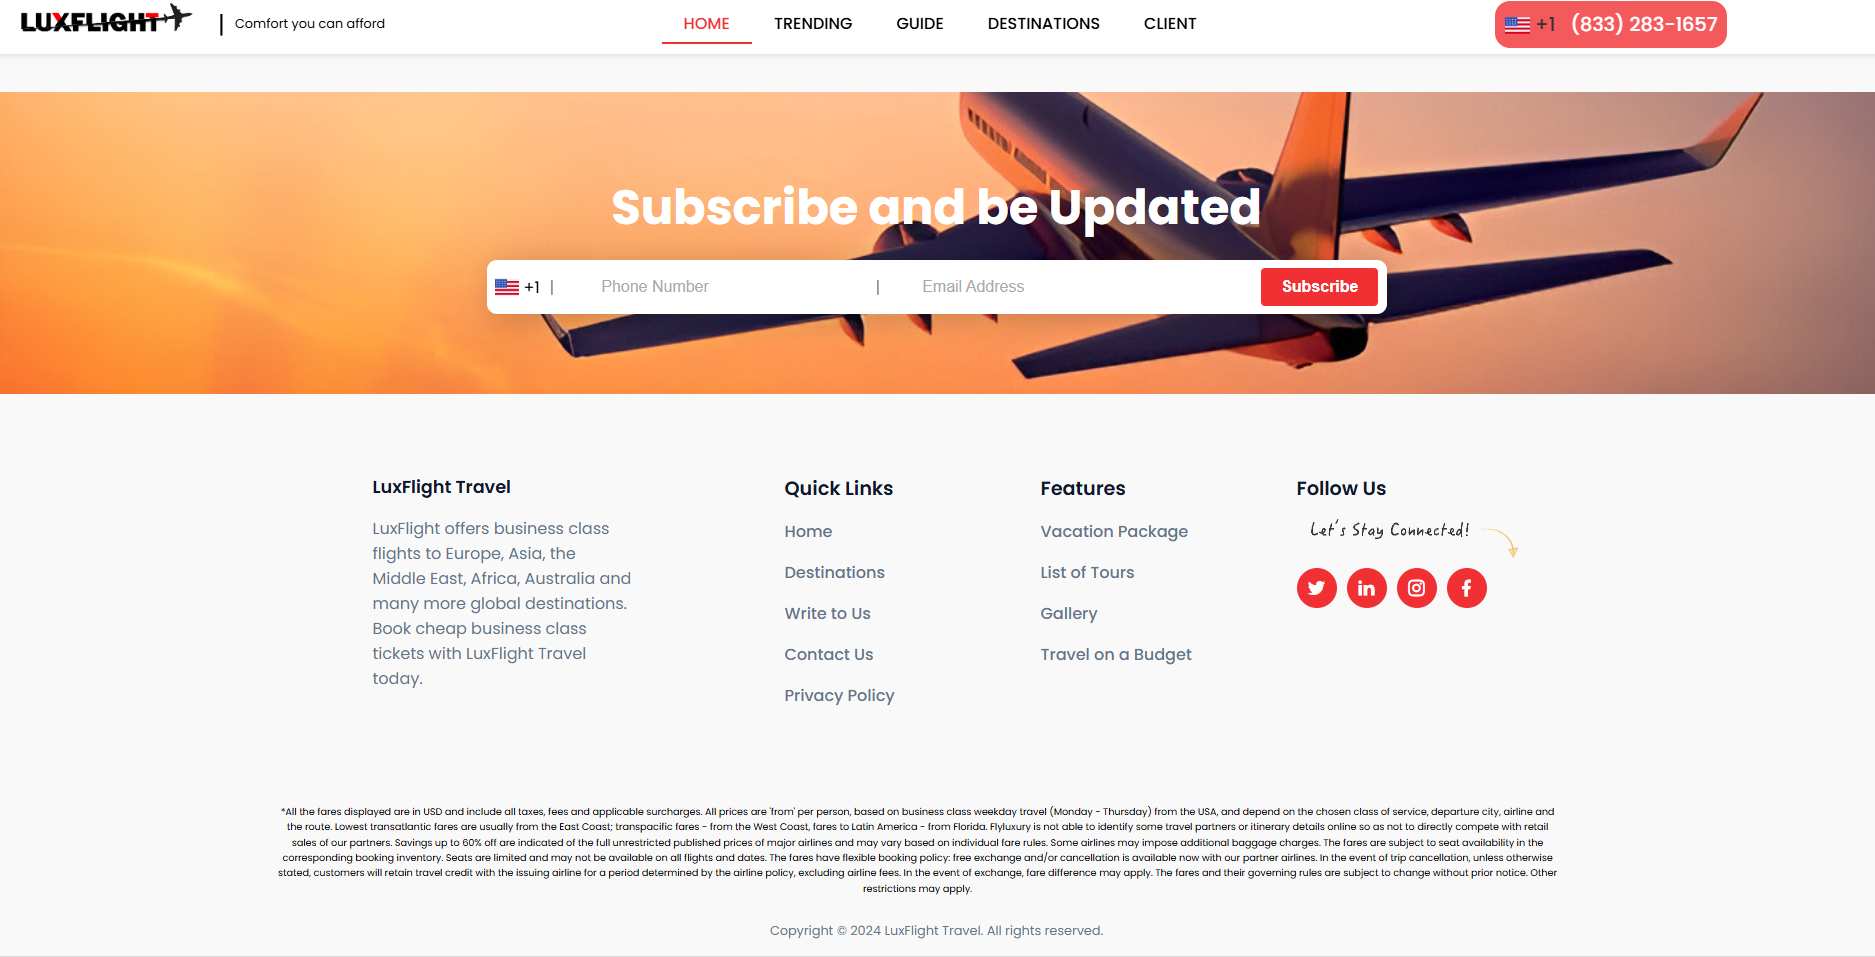 LUXFLIGHT
| Comfort you can afford
HOME
TRENDING
GUIDE
DESTINATIONS
CLIENT
+1 (833) 283-1657
Subscribe and be Updated
+1 | Phone Number | Email Address
Subscribe
LuxFlight Travel
LuxFlight offers business class
flights to Europe, Asia, the
Middle East, Africa, Australia and
many more global destinations.
Book cheap business class
tickets with LuxFlight Travel
today.
Quick Links
Home
Destinations
Write to Us
Contact Us
Privacy Policy
Features
Vacation Package
List of Tours
Gallery
Travel on a Budget
Follow Us
Let's Stay Connected!
*All the fares displayed are in USD and include all taxes, fees and applicable surcharges. All prices are 'from' per person, based on business class weekday travel (Monday - Thursday) from the USA, and depend on the chosen class of service, departure city, airline and
the route. Lowest transatlantic fares are usually from the East Coast; transpacific fares - from the West Coast, fares to Latin America - from Florida. Flyluxury is not able to identify some travel partners or itinerary details online so as not to directly compete with retail
sales of our partners. Savings up to 60% off are indicated of the full unrestricted published prices of major airlines and may vary based on individual fare rules. Some airlines may impose additional baggage charges. The fares are subject to seat availability in the
corresponding booking inventory. Seats are limited and may not be available on all flights and dates. The fares have flexible booking policy: free exchange and/or cancellation is available now with our partner airlines. In the event of trip cancellation, unless otherwise
stated, customers will retain travel credit with the issuing airline for a period determined by the airline policy, excluding airline fees. In the event of exchange, fare difference may apply. The fares and their governing rules are subject to change without prior notice. Other
restrictions may apply.
Copyright © 2024 LuxFlight Travel. All rights reserved.